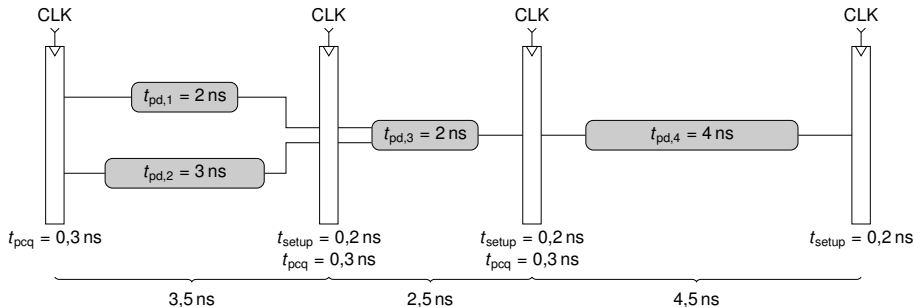 CLK CLK CLK CLK
t_pd,1 = 2 ns
t_pd,3 = 2 ns
t_pd,4 = 4 ns
t_pd,2 = 3 ns
t_pcq = 0,3 ns t_setup = 0,2 ns t_setup = 0,2 ns t_setup = 0,2 ns
t_pcq = 0,3 ns t_pcq = 0,3 ns
3,5 ns 2,5 ns 4,5 ns